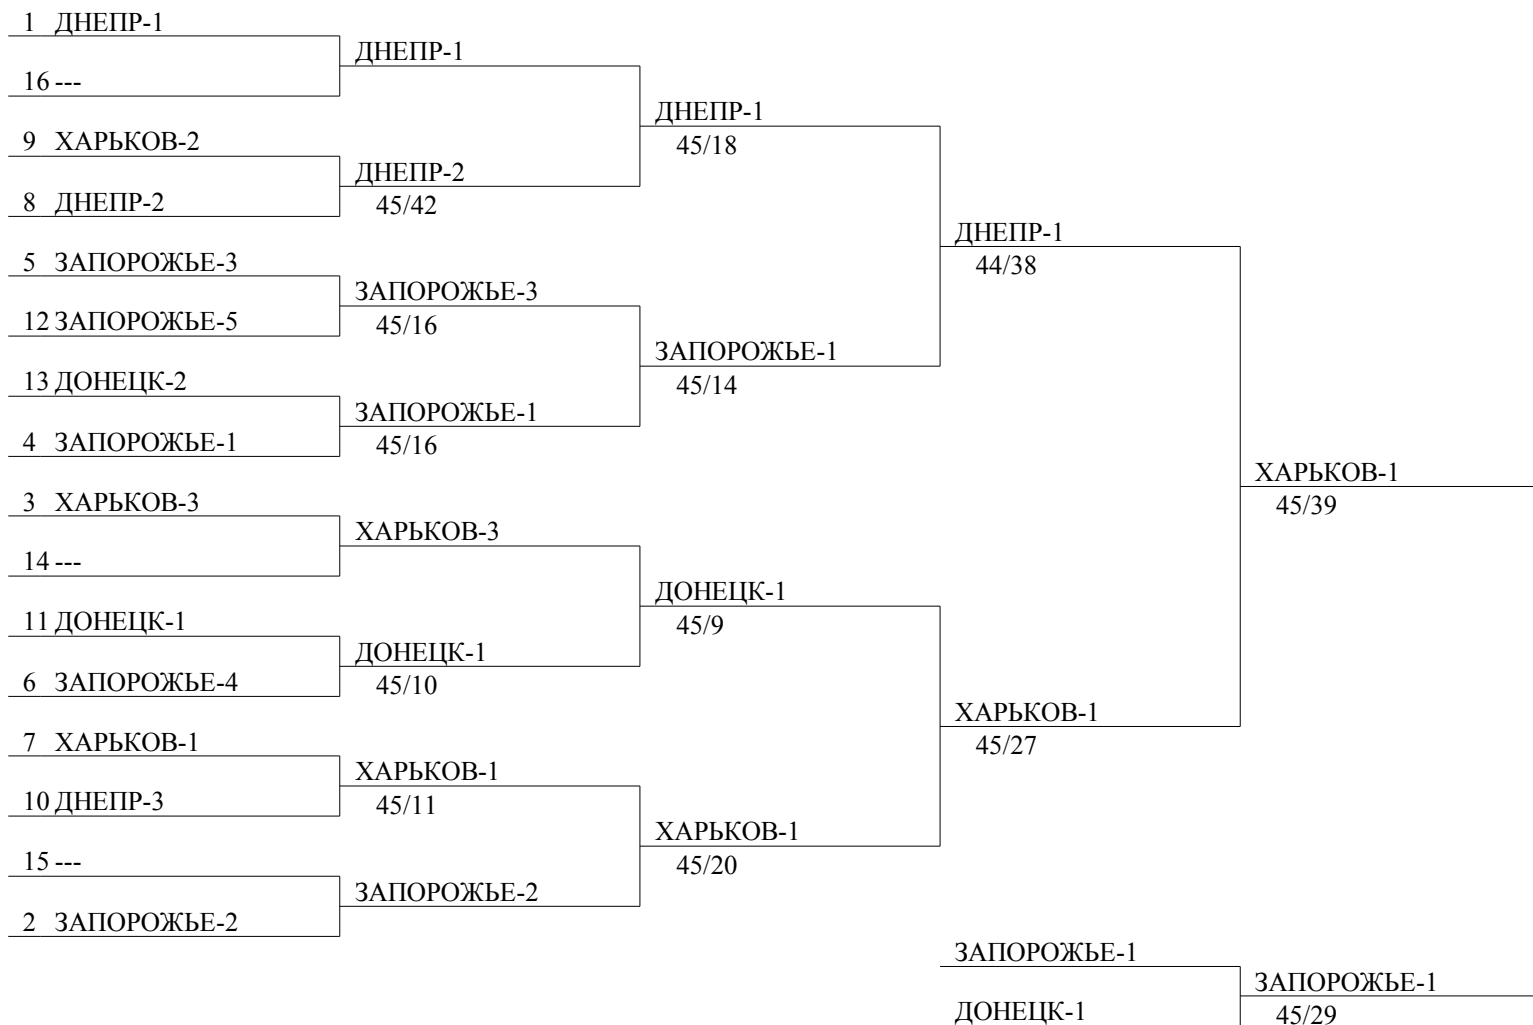 1 ДНЕПР-1
16 ---
9 ХАРЬКОВ-2
8 ДНЕПР-2
5 ЗАПОРОЖЬЕ-3
12 ЗАПОРОЖЬЕ-5
13 ДОНЕЦК-2
4 ЗАПОРОЖЬЕ-1
3 ХАРЬКОВ-3
14 ---
11 ДОНЕЦК-1
6 ЗАПОРОЖЬЕ-4
7 ХАРЬКОВ-1
10 ДНЕПР-3
15 ---
2 ЗАПОРОЖЬЕ-2
ДНЕПР-1
ДНЕПР-2
45/42
ЗАПОРОЖЬЕ-3
45/16
ЗАПОРОЖЬЕ-1
45/16
ХАРЬКОВ-3
ДОНЕЦК-1
45/10
ХАРЬКОВ-1
45/11
ЗАПОРОЖЬЕ-2
ДНЕПР-1
45/18
ЗАПОРОЖЬЕ-1
45/14
ДОНЕЦК-1
45/9
ХАРЬКОВ-1
45/20
ДНЕПР-1
44/38
ХАРЬКОВ-1
45/27
ХАРЬКОВ-1
45/39
ЗАПОРОЖЬЕ-1
ДОНЕЦК-1
ЗАПОРОЖЬЕ-1
45/29